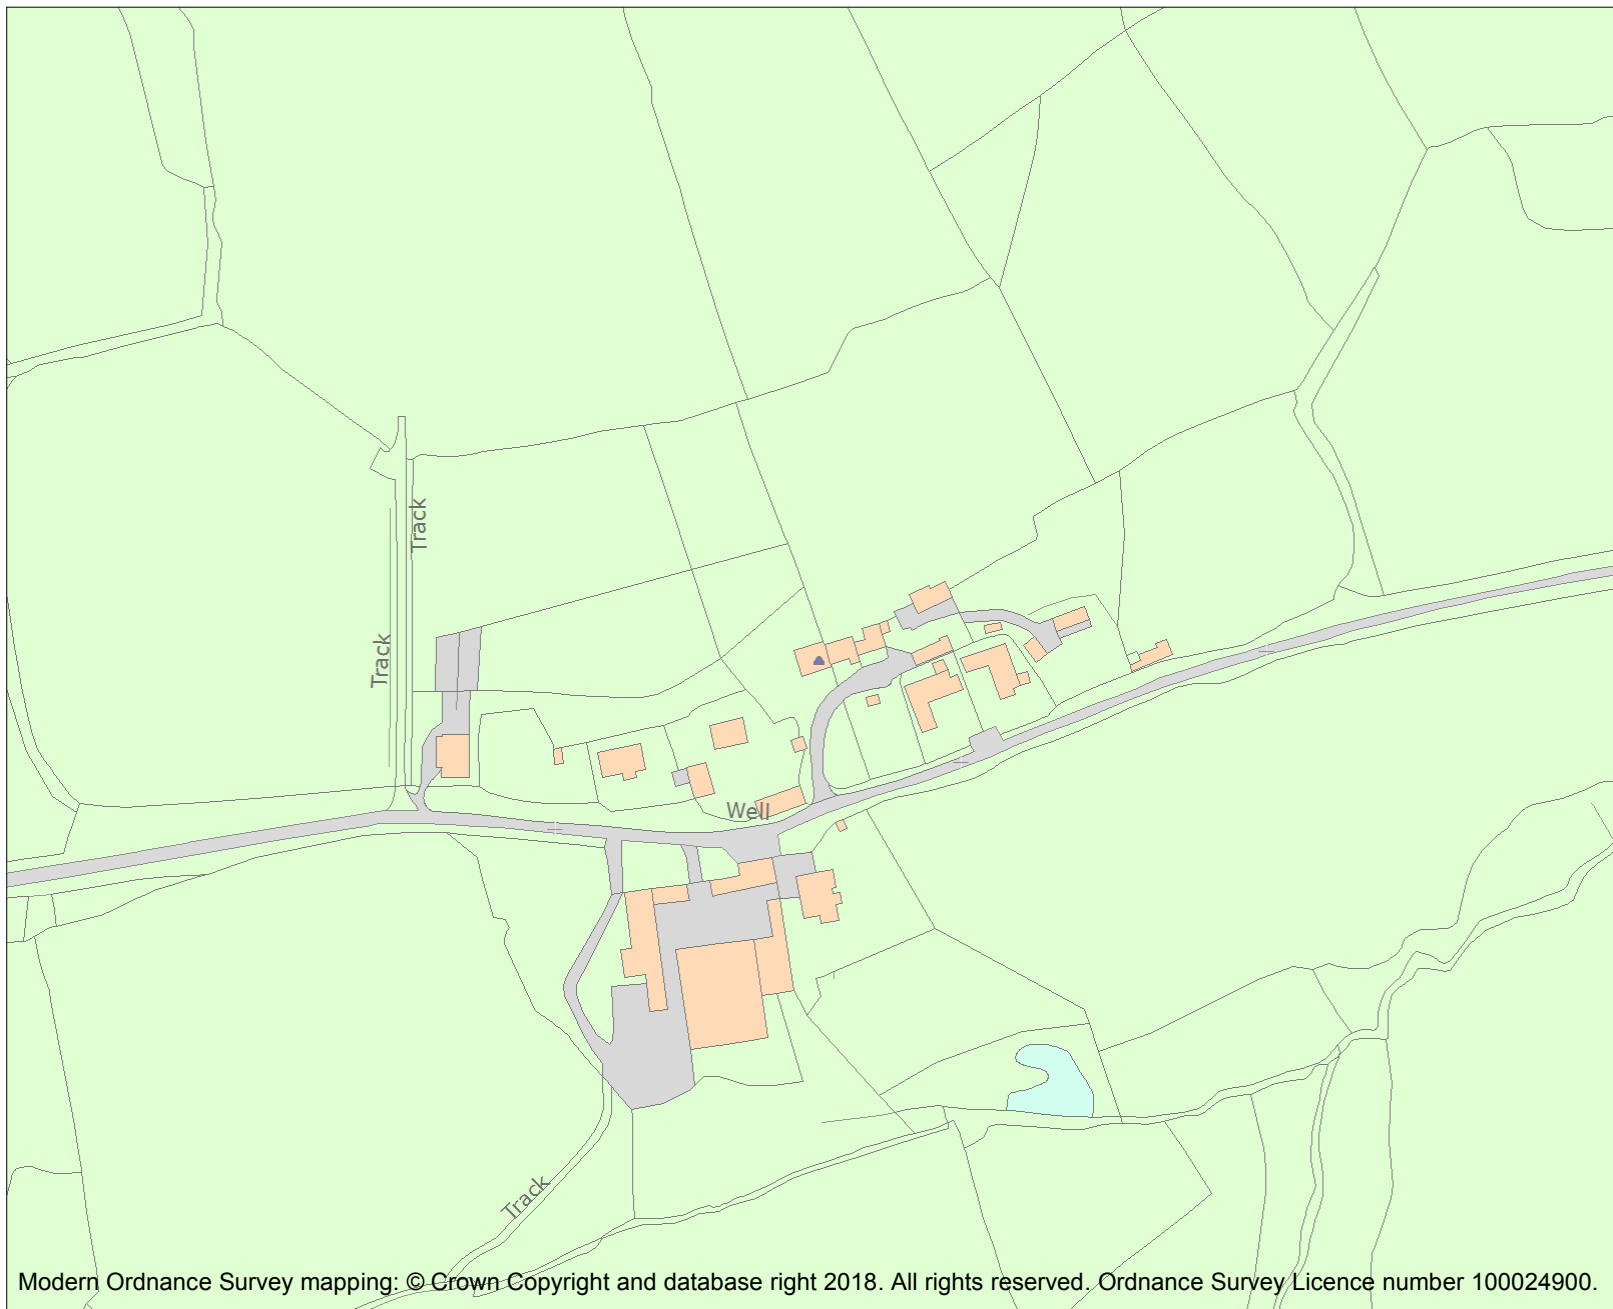 Track
Track
Well
Track
Modern Ordnance Survey mapping: © Crown Copyright and database right 2018. All rights reserved. Ordnance Survey Licence number 100024900.